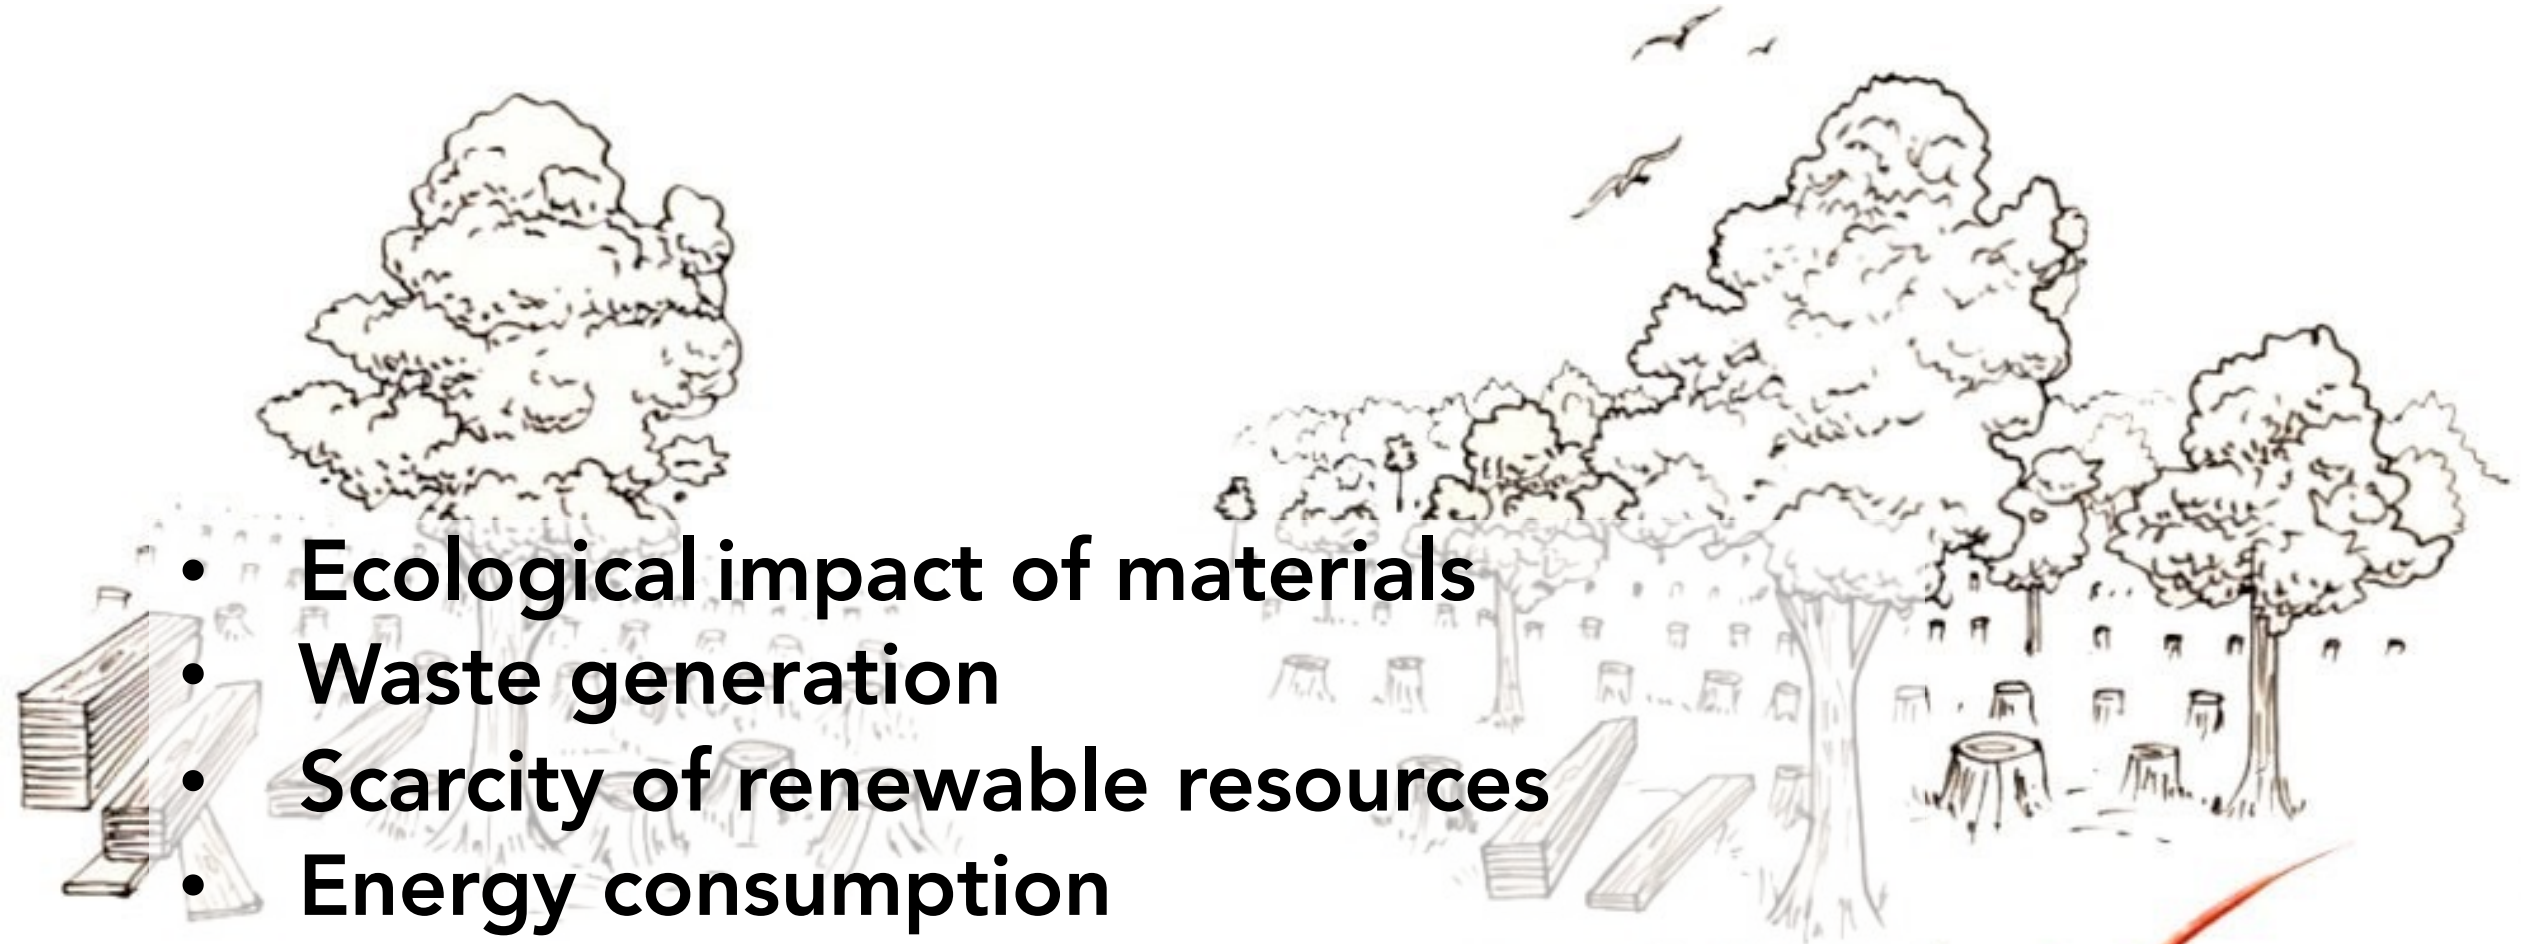 • Ecological impact of materials
• Waste generation
• Scarcity of renewable resources
• Energy consumption